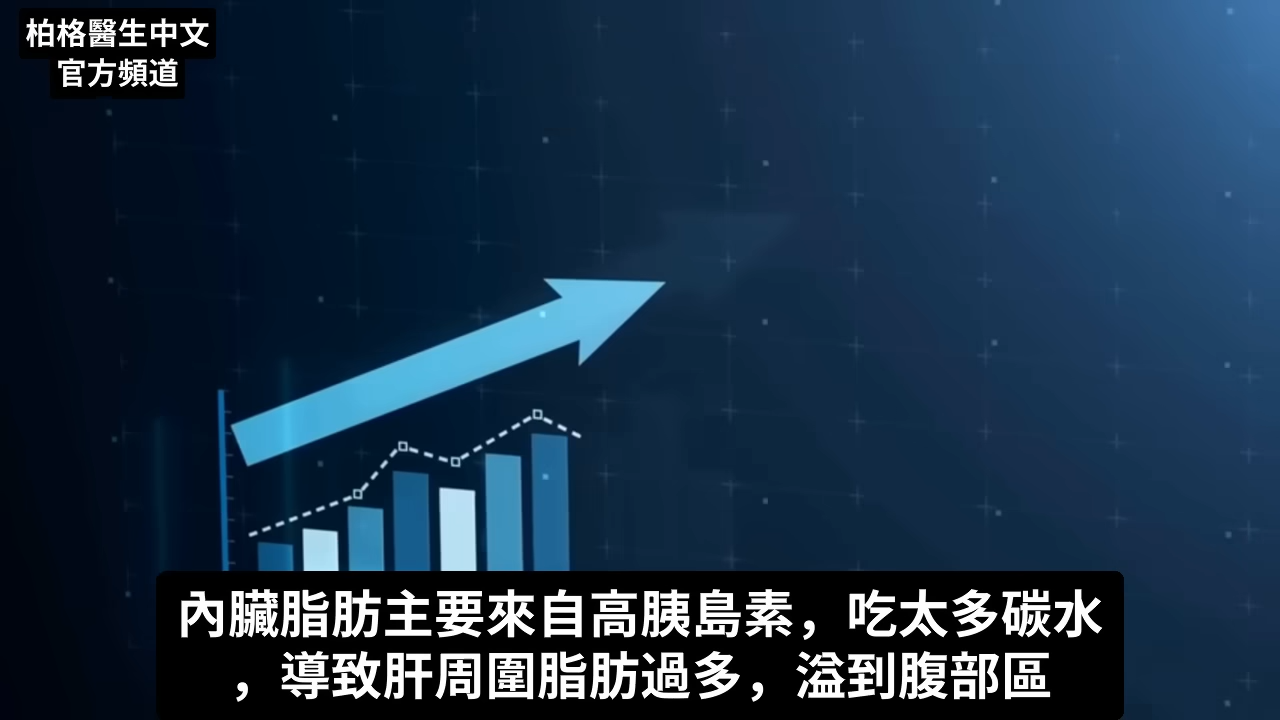 柏格醫生中文
官方頻道
內臟脂肪主要來自高胰島素，吃太多碳水
，導致肝周圍脂肪過多，溢到腹部區